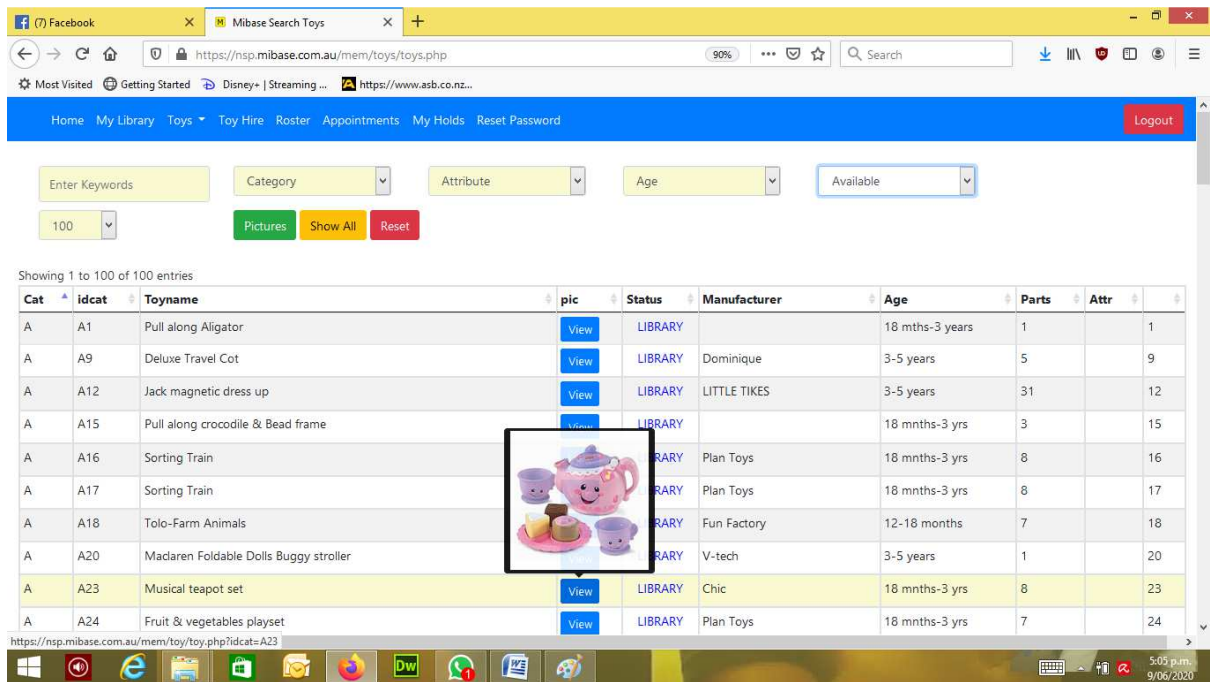 (7) Facebook
Mibase Search Toys
https://nsp.mibase.com.au/mem/toys/toys.php
90%
Search
Most Visited Getting Started Disney+ | Streaming ... https://www.asb.co.nz...
Home My Library Toys Toy Hire Roster Appointments My Holds Reset Password Logout
Enter Keywords Category Attribute Age Available
100 Pictures Show All Reset
Showing 1 to 100 of 100 entries
Cat idcat Toyname pic Status Manufacturer Age Parts Attr
A A1 Pull along Aligator View LIBRARY 18 mths-3 years 1 1
A A9 Deluxe Travel Cot View LIBRARY Dominique 3-5 years 5 9
A A12 Jack magnetic dress up View LIBRARY LITTLE TIKES 3-5 years 31 12
A A15 Pull along crocodile & Bead frame View LIBRARY 18 mnths-3 yrs 3 15
A A16 Sorting Train RARY Plan Toys 18 mnths-3 yrs 8 16
A A17 Sorting Train RARY Plan Toys 18 mnths-3 yrs 8 17
A A18 Tolo-Farm Animals RARY Fun Factory 12-18 months 7 18
A A20 Maclaren Foldable Dolls Buggy stroller RARY V-tech 3-5 years 1 20
A A23 Musical teapot set View LIBRARY Chic 18 mnths-3 yrs 8 23
A A24 Fruit & vegetables playset View LIBRARY Plan Toys 18 mnths-3 yrs 7 24
https://nsp.mibase.com.au/mem/toy/toy.php?idcat=A23
Dw
5:05 p.m.
9/06/2020